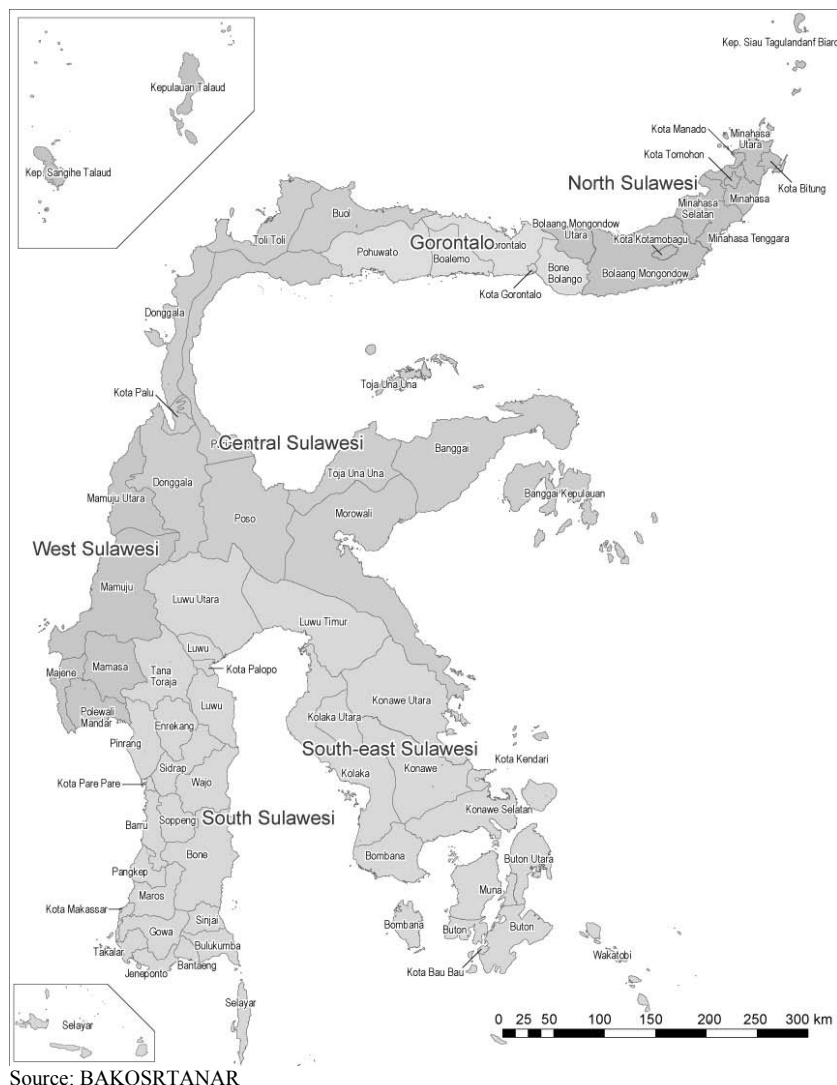 Kep. Siau Tagulandanf Biaro
Kepulauan Talaud
Kep. Sangihe Talaud
Kota Manado
Minahasa
Utara
Kota Tomohon
North Sulawesi
Kota Bitung
Minahasa
Minahasa
Selatan
Buol
Bolaang Mongondow
Utara
Toli Toli
Gorontalo
Kota Kotamobagu
Minahasa Tenggara
Pohuwato
Boalemo
Bone
Bolango
Bolaang Mongondow
Kota Gorontalo
Donggala
Toja Una Una
Kota Palu
Central Sulawesi
Banggai
Toja Una Una
Donggala
Mamuju Utara
Banggai Kepulauan
Poso
Morowali
West Sulawesi
Mamuju
Luwu Utara
Luwu Timur
Luwu
Kota Palopo
Mamasa
Majene
Tana
Toraja
Konawe Utara
Luwu
Polewali
Mandar
Kolaka Utara
Enrekang
Pinrang
South-east Sulawesi
Kota Kendari
Sidrap
Kolaka
Konawe
Kota Pare Pare
Wajo
Konawe Selatan
Soppeng
South Sulawesi
Barru
Bone
Bombana
Buton Utara
Pangkep
Muna
Maros
Kota Makassar
Sinjai
Bombana
Buton
Buton
Gowa
Bulukumba
Takalar
Wakatobi
Bantaeng
Jeneponto
Kota Bau Bau
Selayar
Selayar
0 25 50 100 150 200 250 300 km
Source: BAKOSRTANAR